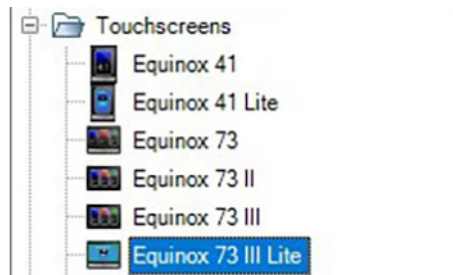 Touchscreens
Equinox 41
Equinox 41 Lite
Equinox 73
Equinox 73 II
Equinox 73 III
Equinox 73 III Lite